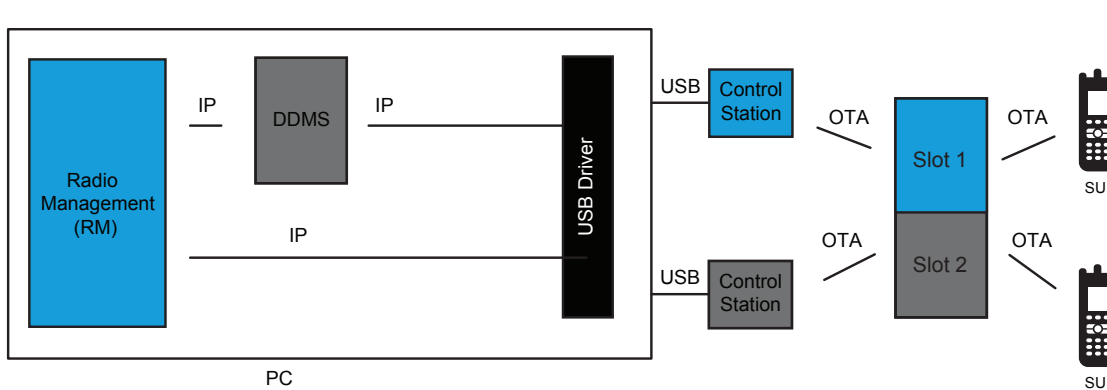 Radio
Management
(RM)
IP
DDMS
IP
IP
USB Driver
PC
USB
Control
Station
USB
Control
Station
OTA
OTA
Slot 1
Slot 2
OTA
OTA
SU
SU